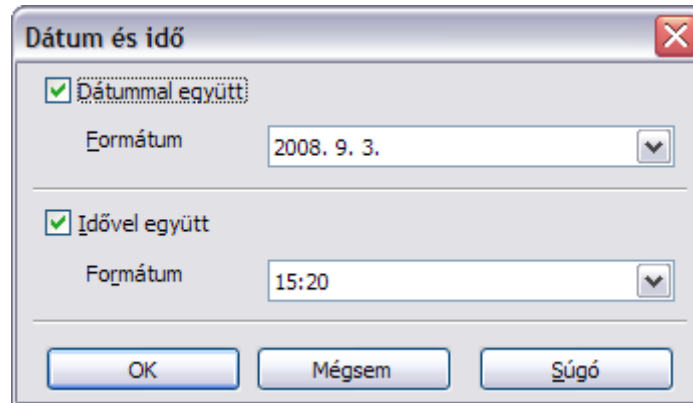 Dátum és idő
Dátummal együtt
Formátum 2008. 9. 3.
Idővel együtt
Formátum 15:20
OK Mégsem Súgó